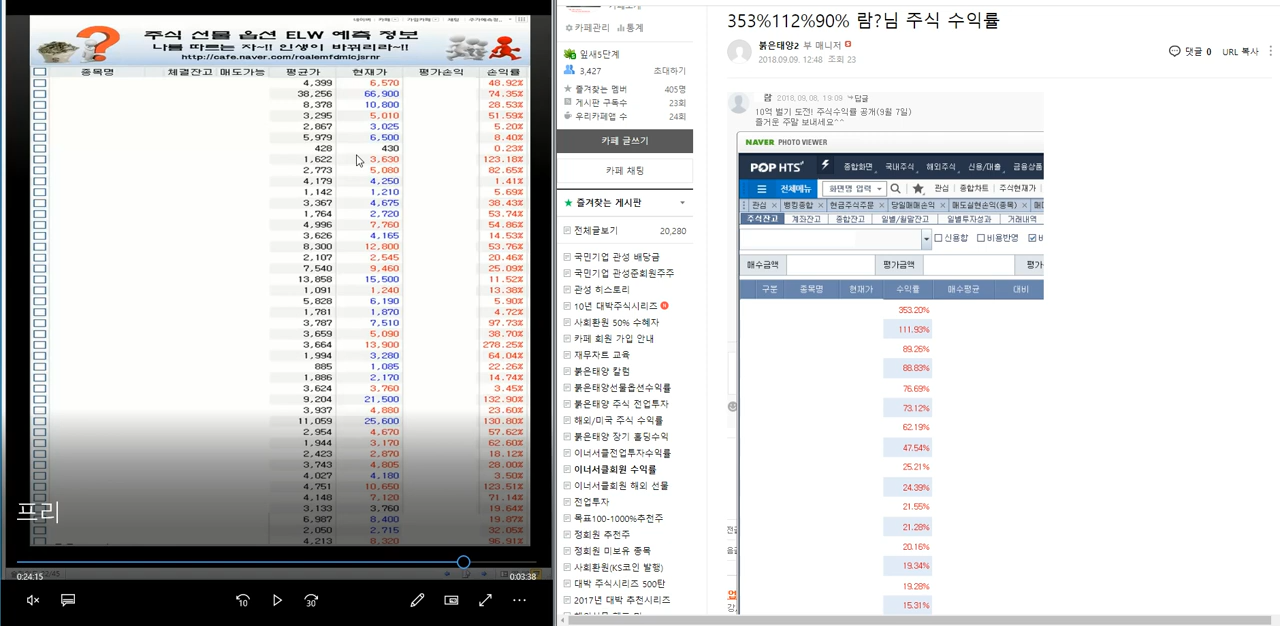 주식 선물 옵션 ELW 예측 정보
나를 따르는 자~!! 인생이 바뀌리라~!!
http://cafe.naver.com/roalemfdmicjsrnr
종목명 체결잔고 매도가능 평균가 현재가 평가손익 손익률
4,399 6,570 48.92%
38,256 66,900 74.35%
8,378 10,800 28.53%
3,295 5,010 51.59%
2,867 3,025 5.20%
5,979 6,500 8.40%
428 430 0.23%
1,622 3,630 123.18%
2,773 5,080 82.65%
4,179 4,250 1.41%
1,142 1,210 5.69%
3,367 4,675 38.43%
1,764 2,720 53.74%
4,996 7,760 54.86%
3,626 4,165 14.53%
8,300 12,800 53.76%
2,107 2,545 20.46%
7,540 9,460 25.09%
13,858 15,500 11.52%
1,091 1,240 13.38%
5,828 6,190 5.90%
1,781 1,870 4.72%
3,787 7,510 97.73%
3,659 5,090 38.70%
3,664 13,900 278.25%
1,994 3,280 64.04%
885 1,085 22.26%
1,886 2,170 14.74%
3,624 3,760 3.45%
9,204 21,500 132.90%
3,937 4,880 23.60%
11,059 25,600 130.80%
2,954 4,670 57.62%
1,944 3,170 62.60%
2,423 2,870 18.12%
3,743 4,805 28.00%
4,027 4,180 3.50%
4,751 10,650 123.51%
4,148 7,120 71.14%
3,133 3,760 19.64%
6,987 8,400 19.87%
2,050 2,715 32.05%
4,213 8,320 96.91%
프리
0:24:15 0:03:38
10 30
카페관리 통계
잎새5단계
3,427 초대하기
즐겨찾는 멤버 405명
게시판 구독수 23회
우리카페앱 수 24회
카페 글쓰기
카페 채팅
즐겨찾는 게시판
전체글보기 20,280
국민기업 관성 배당금
국민기업 관성준회원주주
관성 히스토리
10년 대박주식시리즈
사회환원 50% 수혜자
카페 회원 가입 안내
재무차트 교육
붉은태양 칼럼
붉은태양선물옵션수익률
붉은태양 주식 전업투자
해외/미국 주식 수익률
붉은태양 장기 홀딩수익
이너서클전업투자수익률
이너서클회원 수익률
이너서클회원 해외 선물
전업투자
목표100-1000%추천주
정회원 추천주
정회원 미보유 종목
사회환원(KS코인 발행)
대박 주식시리즈 500탄
2017년 대박 추천시리즈
353%112%90% 람?님 주식 수익률
붉은태양2 부 매니저
2018.09.09. 12:48 조회 23
댓글 0 URL 복사
람 2018.09.08. 19:09 답글
10억 벌기 도전! 주식수익률 공개(9월 7일)
즐거운 주말 보내세요^^
NAVER PHOTO VIEWER
POP HTS 종합화면 국내주식 해외주식 신용/대출 금융상품
전체메뉴 화면명 입력 관심 종합차트 주식현재가
관심 뱅킹종합 현금주식주문 당일매매손익 매도실현손익(종목)
주식잔고 계좌잔고 종합잔고 일별/월말잔고 일별투자성과 거래내역
신용합 비용반영
매수금액 평가금액 평가
구분 종목명 현재가 수익률 매수평균 대비
353.20%
111.93%
89.26%
88.83%
76.69%
73.12%
62.19%
47.54%
25.21%
24.39%
21.55%
21.28%
20.16%
19.34%
19.28%
15.31%